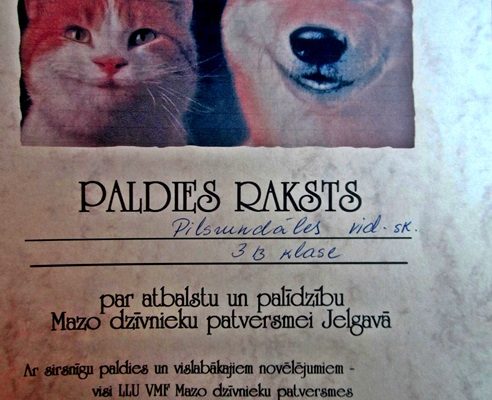 PALDIES RAKSTS
Pilsrundāles vid. sk.
3B klase
par atbalstu un palīdzību
Mazo dzīvnieku patversmei Jelgavā
Ar sirsnīgu paldies un vislabākajiem novēlējumiem -
visi LLU VMF Mazo dzīvnieku patversmes